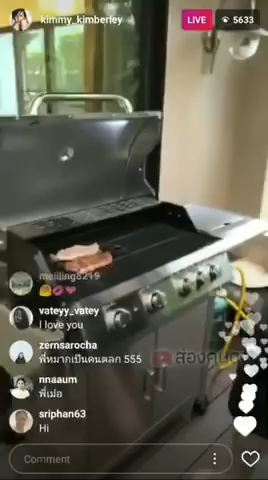 kimmy_kimberley
LIVE
5633
meiiling8219
vateyy_vatey
I love you
zernsarocha
พี่หมากเป็นคนตลก 555
nnaaum
พี่เม่อ
sriphan63
Hi
Comment